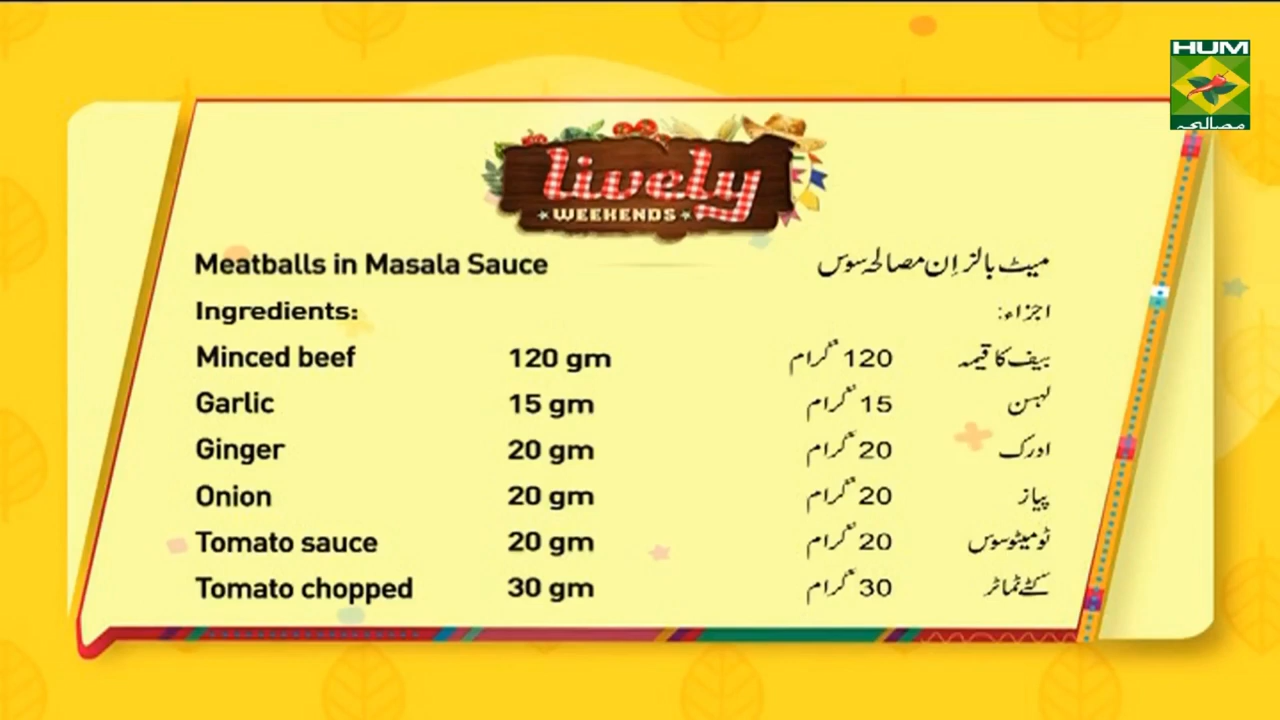 HUM
مصالحہ
lively
WEEKENDS
Meatballs in Masala Sauce میٹ بالز اِن مصالحہ سوس
Ingredients: اجزاء:
Minced beef 120 gm 120 گرام بیف کا قیمہ
Garlic 15 gm 15 گرام لہسن
Ginger 20 gm 20 گرام ادرک
Onion 20 gm 20 گرام پیاز
Tomato sauce 20 gm 20 گرام ٹومیٹو سوس
Tomato chopped 30 gm 30 گرام کٹے ٹماٹر